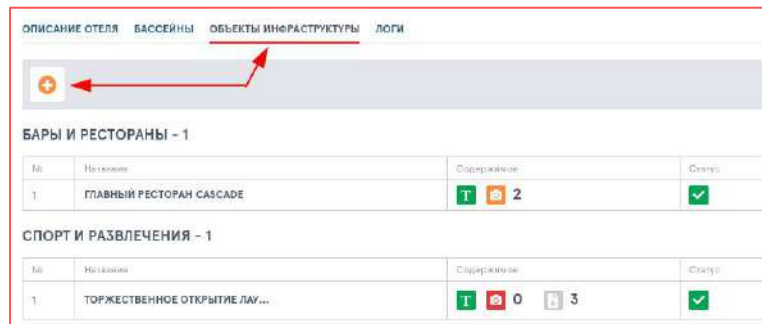 ОПИСАНИЕ ОТЕЛЯ БАССЕЙНЫ ОБЪЕКТЫ ИНФРАСТРУКТУРЫ ЛОГИ
БАРЫ И РЕСТОРАНЫ - 1
№ Название Содержимое Статус
1 ГЛАВНЫЙ РЕСТОРАН CASCADE T 2
СПОРТ И РАЗВЛЕЧЕНИЯ - 1
№ Название Содержимое Статус
1 ТОРЖЕСТВЕННОЕ ОТКРЫТИЕ ЛАУ... T 0 3